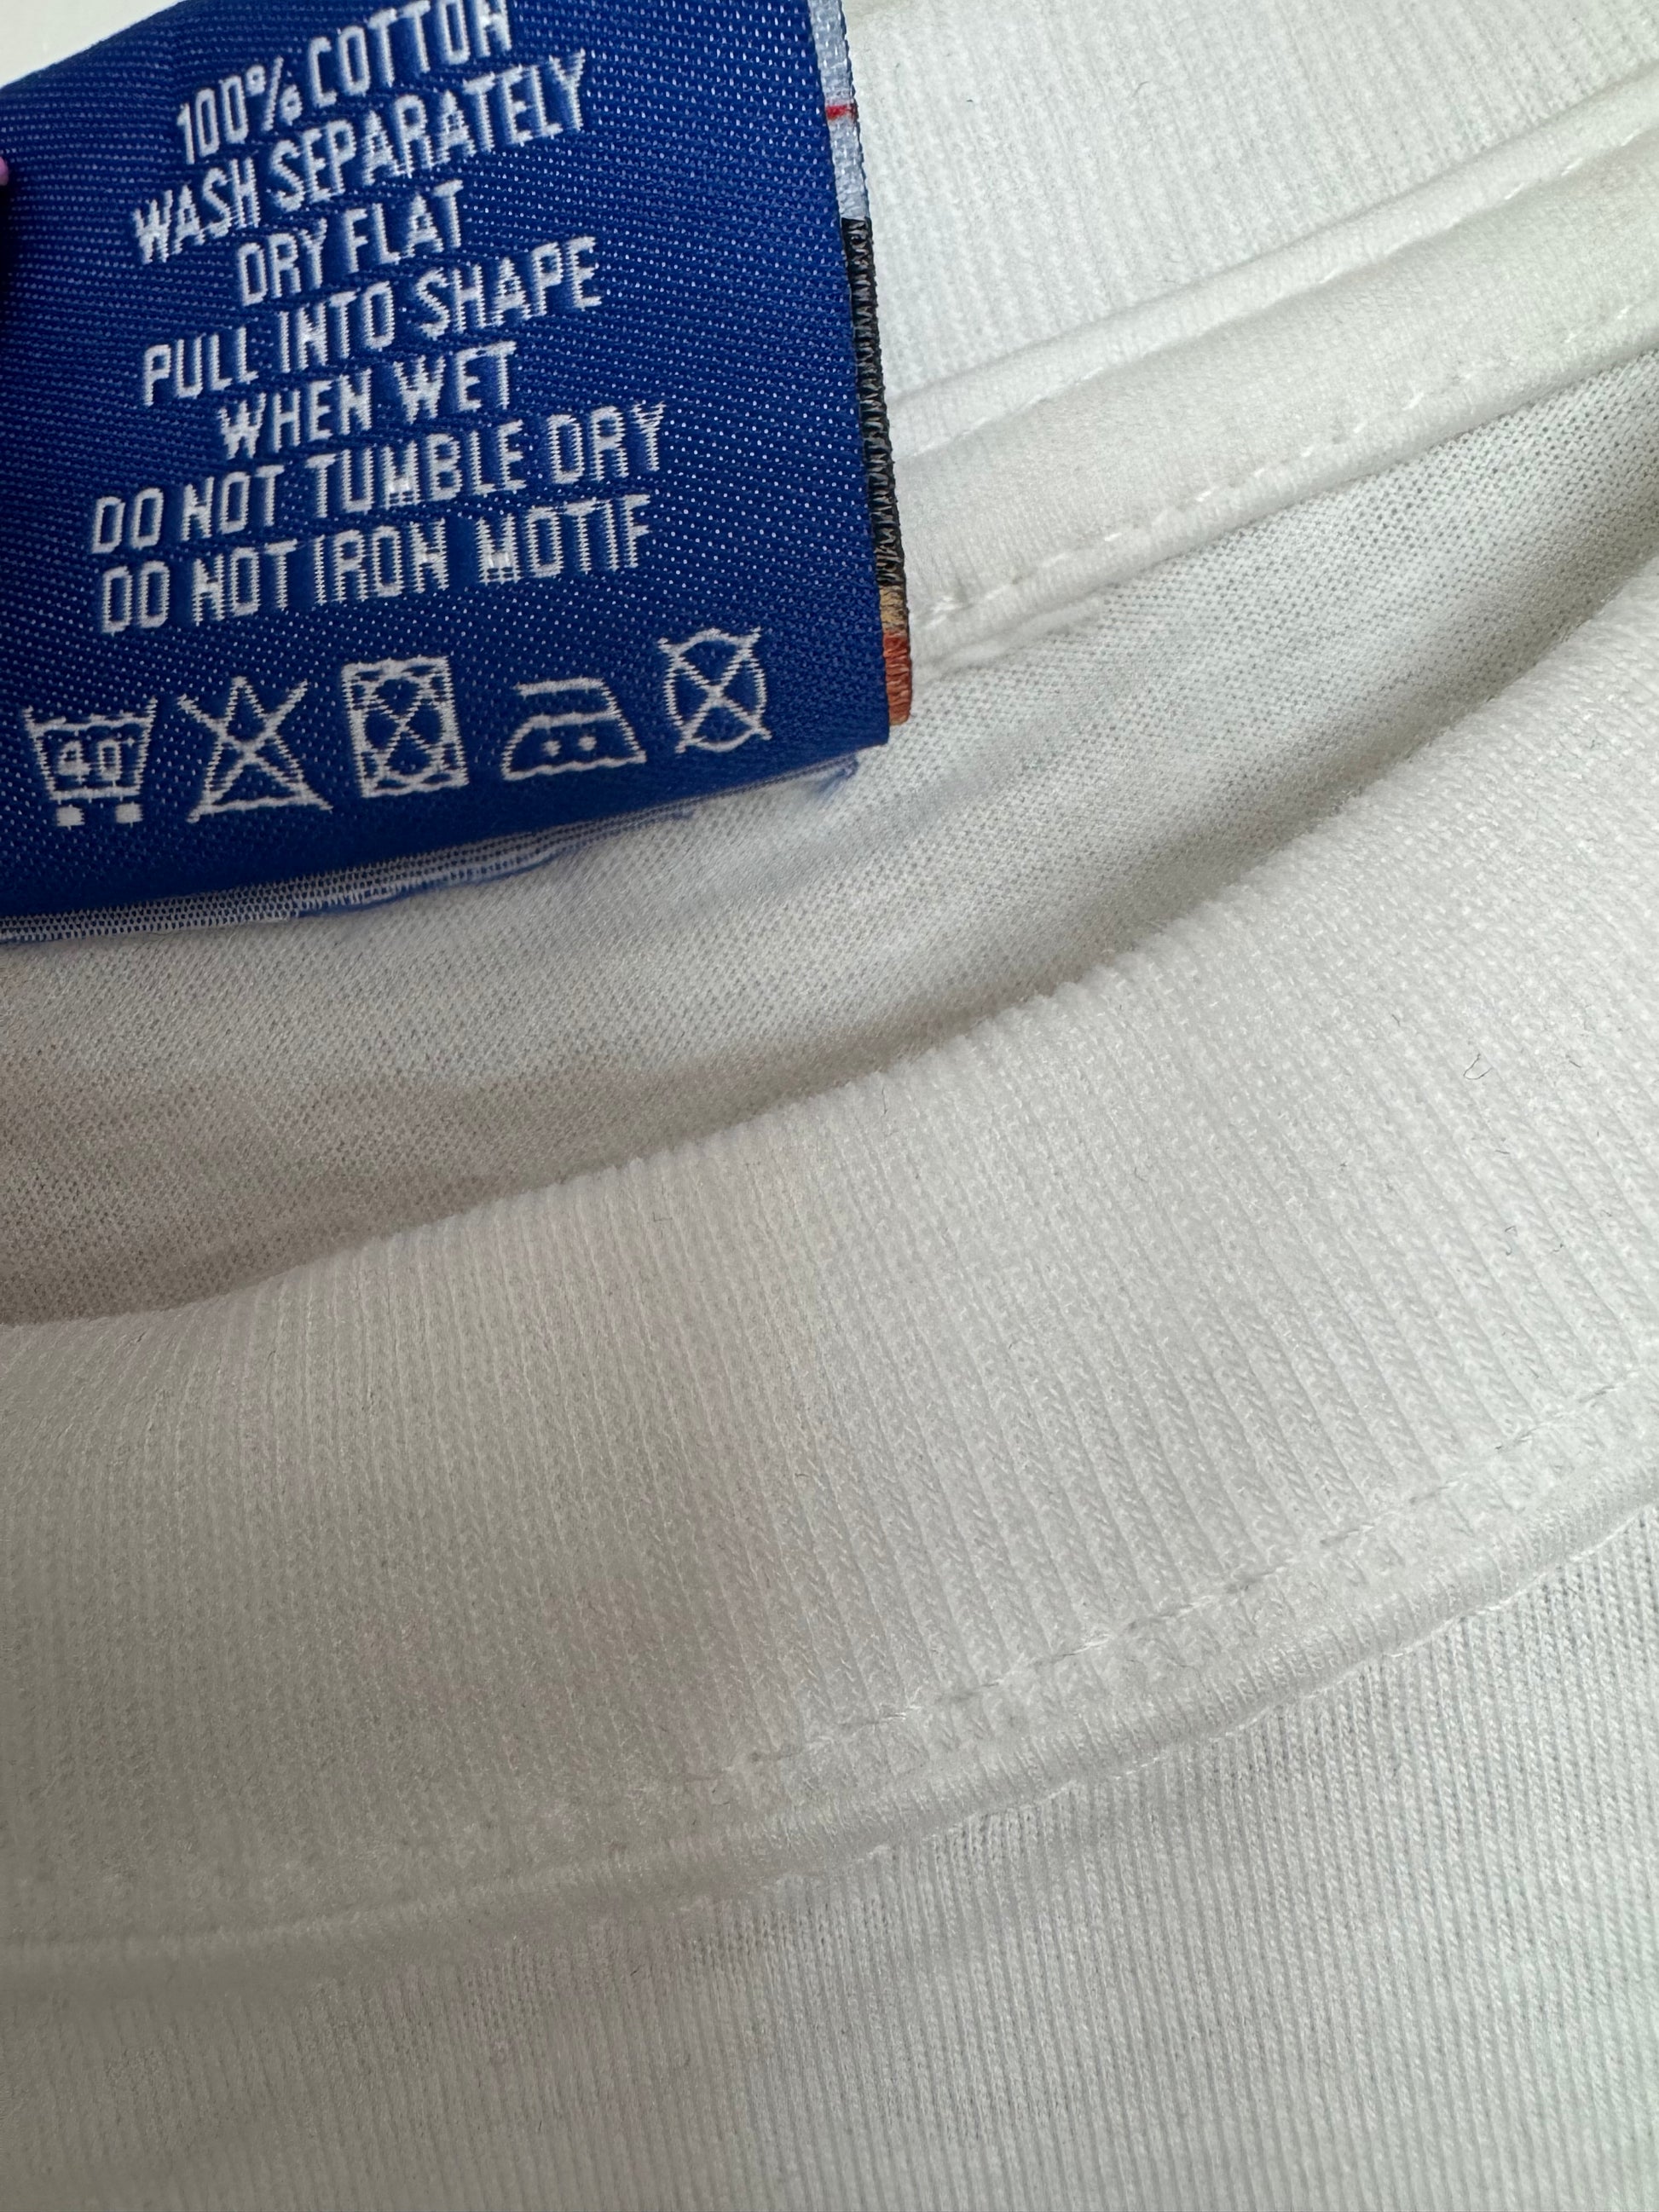 100% COTTON
WASH SEPARATELY
DRY FLAT
PULL INTO SHAPE
WHEN WET
DO NOT TUMBLE DRY
DO NOT IRON MOTIF
40°